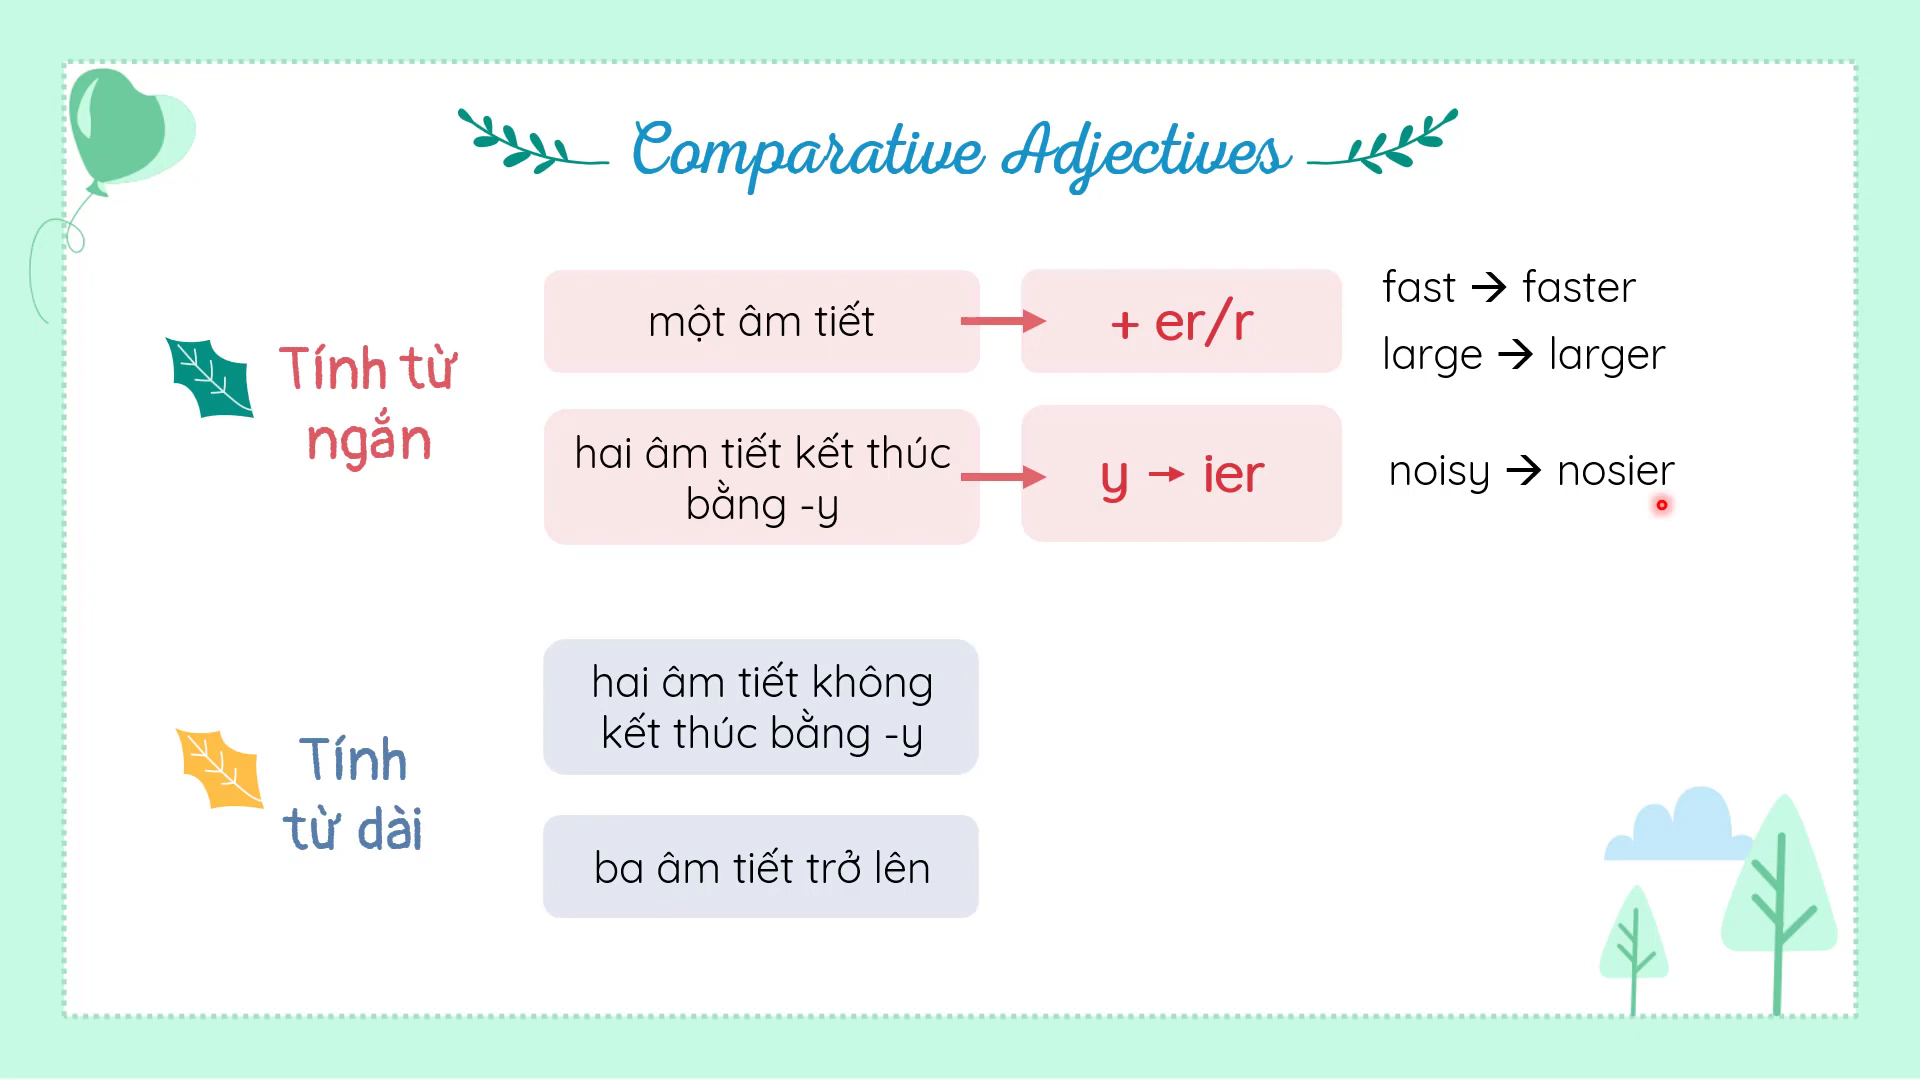 Comparative Adjectives
Tính từ
ngắn
một âm tiết
+ er/r
fast → faster
large → larger
hai âm tiết kết thúc
bằng -y
y → ier
noisy → nosier
Tính
từ dài
hai âm tiết không
kết thúc bằng -y
ba âm tiết trở lên